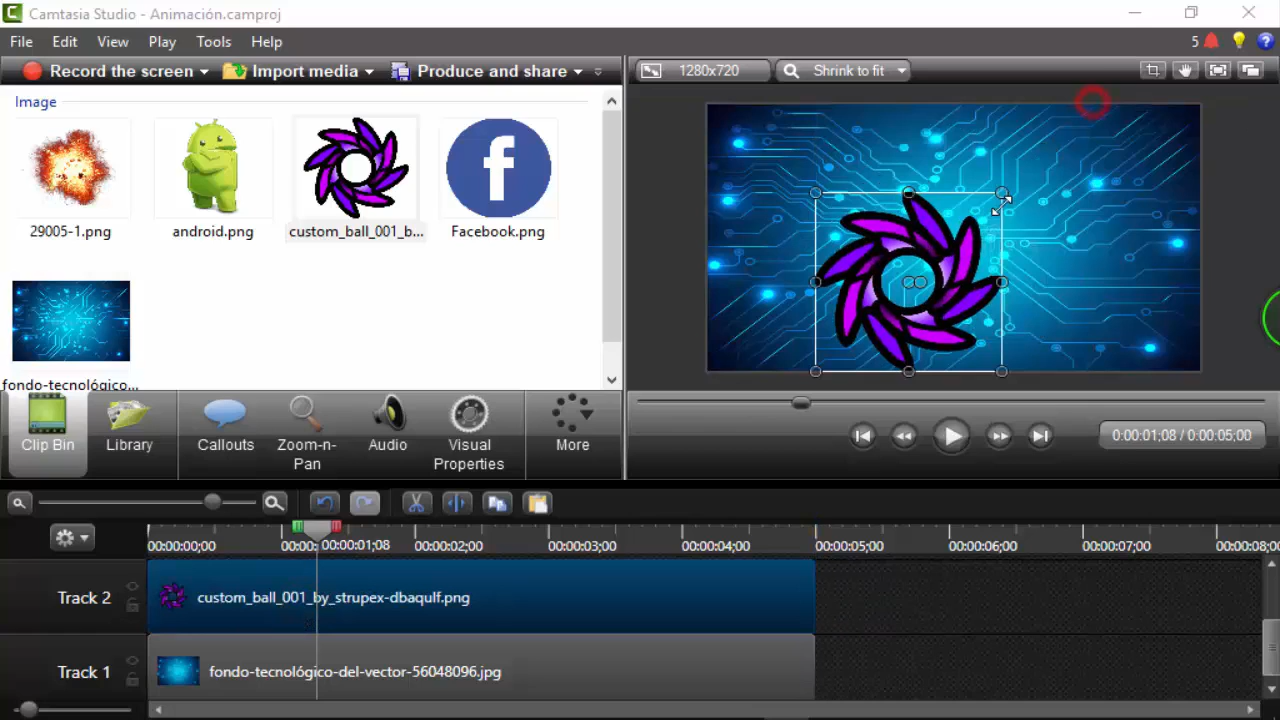 Camtasia Studio - Animación.camproj
File Edit View Play Tools Help
5
?
Record the screen Import media Produce and share
1280x720 Shrink to fit
Image
29005-1.png android.png custom_ball_001_b... Facebook.png
fondo-tecnológico...
Clip Bin Library Callouts Zoom-n-Pan Audio Visual Properties More
0:00:01;08 / 0:00:05;00
00:00:00;00 00:00: 00:00:01;08 00:00:02;00 00:00:03;00 00:00:04;00 00:00:05;00 00:00:06;00 00:00:07;00 00:00:08;00
Track 2 custom_ball_001_by_strupex-dbaqulf.png
Track 1 fondo-tecnológico-del-vector-56048096.jpg